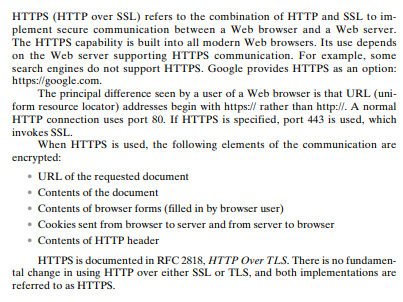 HTTPS (HTTP over SSL) refers to the combination of HTTP and SSL to im-
plement secure communication between a Web browser and a Web server.
The HTTPS capability is built into all modern Web browsers. Its use depends
on the Web server supporting HTTPS communication. For example, some
search engines do not support HTTPS. Google provides HTTPS as an option:
https://google.com.
The principal difference seen by a user of a Web browser is that URL (uni-
form resource locator) addresses begin with https:// rather than http://. A normal
HTTP connection uses port 80. If HTTPS is specified, port 443 is used, which
invokes SSL.
When HTTPS is used, the following elements of the communication are
encrypted:
• URL of the requested document
• Contents of the document
• Contents of browser forms (filled in by browser user)
• Cookies sent from browser to server and from server to browser
• Contents of HTTP header
HTTPS is documented in RFC 2818, HTTP Over TLS. There is no fundamen-
tal change in using HTTP over either SSL or TLS, and both implementations are
referred to as HTTPS.